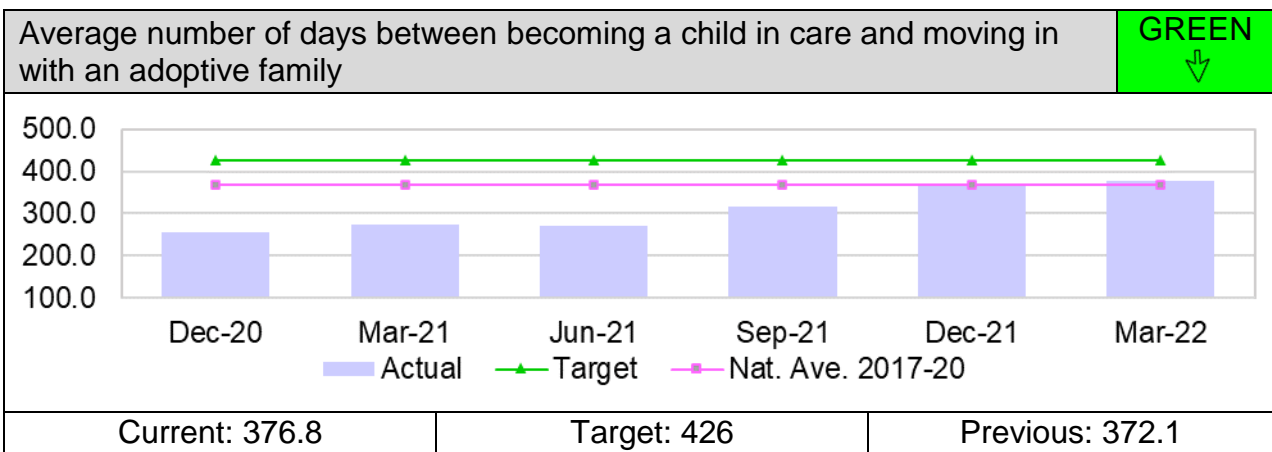 Average number of days between becoming a child in care and moving in
with an adoptive family
GREEN
500.0
400.0
300.0
200.0
100.0
Dec-20 Mar-21 Jun-21 Sep-21 Dec-21 Mar-22
Actual Target Nat. Ave. 2017-20
Current: 376.8 Target: 426 Previous: 372.1